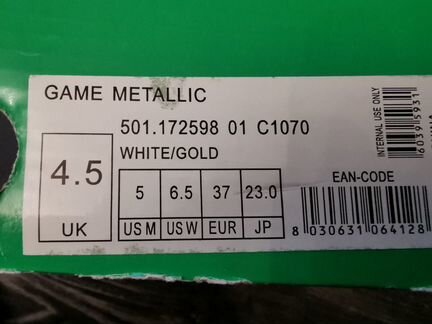 GAME METALLIC
501.172598 01 C1070
WHITE/GOLD
4.5
UK
5 6.5 37 23.0
US M US W EUR JP
INTERNAL USE ONLY
60395931
EAN-CODE
8 030631 064128